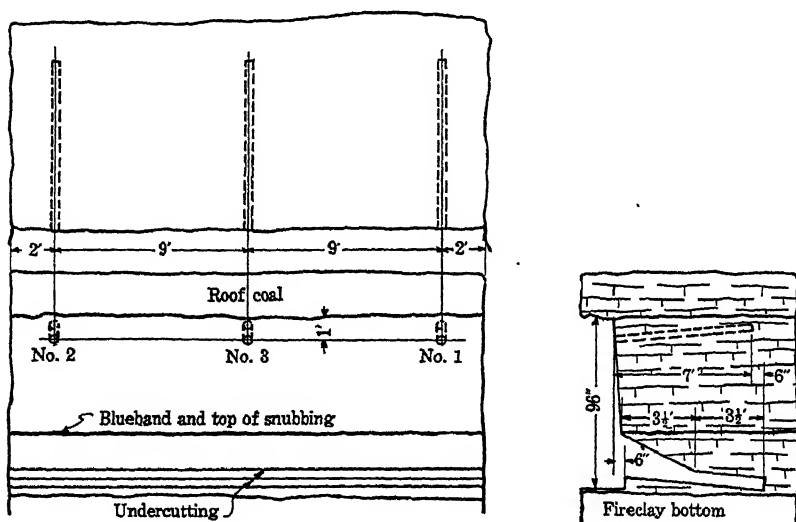 2' 9' 9' 2'
Roof coal
1'
No. 2 No. 3 No. 1
Blueband and top of snubbing
Undercutting
96"
7' 6"
3½' 3½'
6"
Fireclay bottom